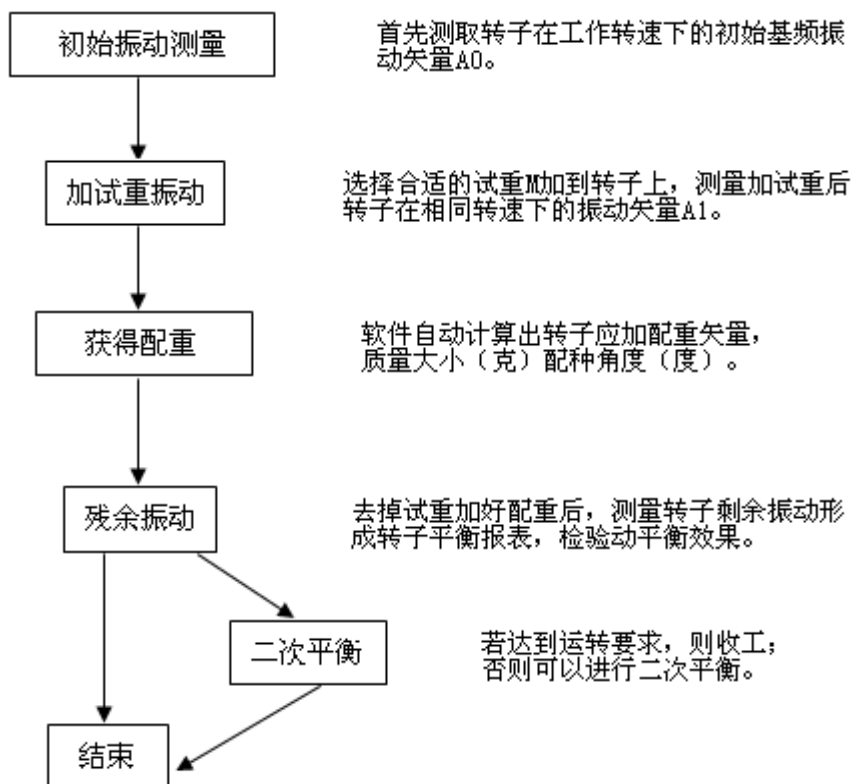 初始振动测量
首先测取转子在工作转速下的初始基频振
动矢量A0。
加试重振动
选择合适的试重M加到转子上，测量加试重后
转子在相同转速下的振动矢量A1。
获得配重
软件自动计算出转子应加配重矢量，
质量大小（克）配种角度（度）。
残余振动
去掉试重加好配重后，测量转子剩余振动形
成转子平衡报表，检验动平衡效果。
二次平衡
若达到运转要求，则收工；
否则可以进行二次平衡。
结束